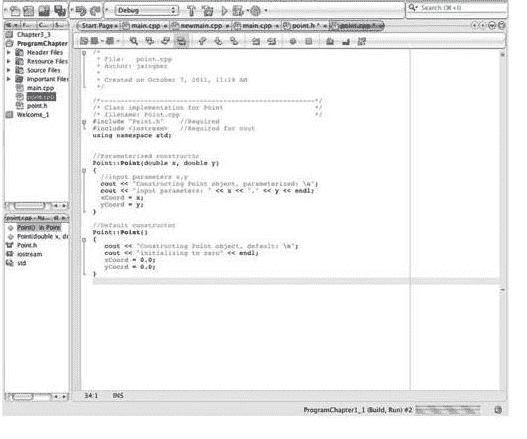 Debug
Search (⌘+I)
Start Page
main.cpp
newmain.cpp
main.cpp
point.h *
point.cpp *
Chapter3_3
ProgramChapter
Header Files
Resource Files
Source Files
Important Files
main.cpp
point.cpp
point.h
Welcome_1
/*
* File: point.cpp
* Author: jaingber
*
* Created on October 7, 2011, 11:19 AM
*/
/*--------------------------------------------------*/
/* Class implementation for Point */
/* filename: Point.cpp */
#include "Point.h" //Required
#include <iostream> //Required for cout
using namespace std;
//Parameterized constructor
Point::Point(double x, double y)
{
//input parameters x,y
cout << "Constructing Point object, parameterized: \n";
cout << "input parameters: " << x << "," << y << endl;
xCoord = x;
yCoord = y;
}
//Default constructor
Point::Point()
{
cout << "Constructing Point object, default: \n";
cout << "initializing to zero" << endl;
xCoord = 0.0;
yCoord = 0.0;
}
point.cpp - Na...
Point() in Point
Point(double x, do
Point.h
iostream
std
34:1 INS
ProgramChapter1_1 (Build, Run) #2